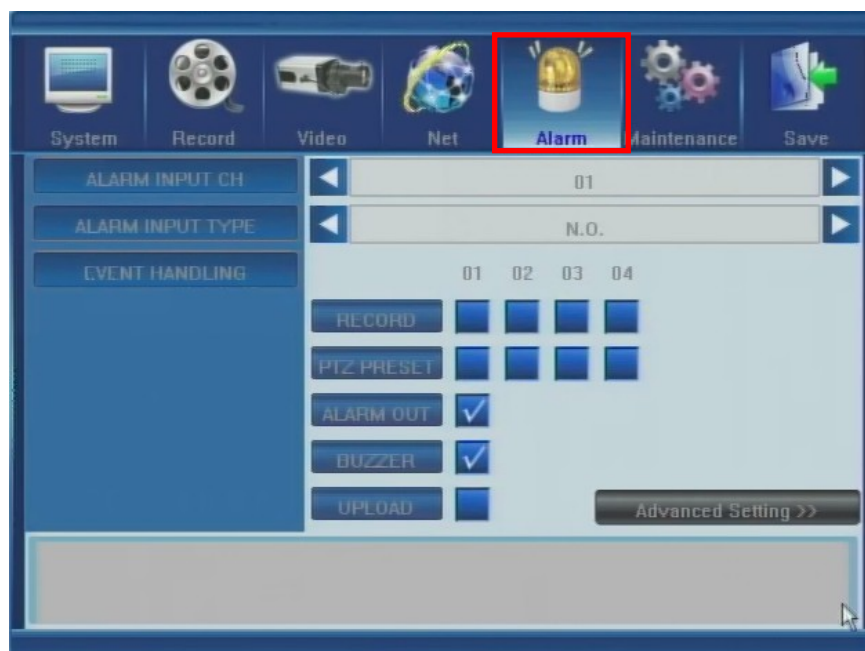 System Record Video Net Alarm Maintenance Save
ALARM INPUT CH 01
ALARM INPUT TYPE N.O.
EVENT HANDLING 01 02 03 04
RECORD
PTZ PRESET
ALARM OUT
BUZZER
UPLOAD Advanced Setting >>